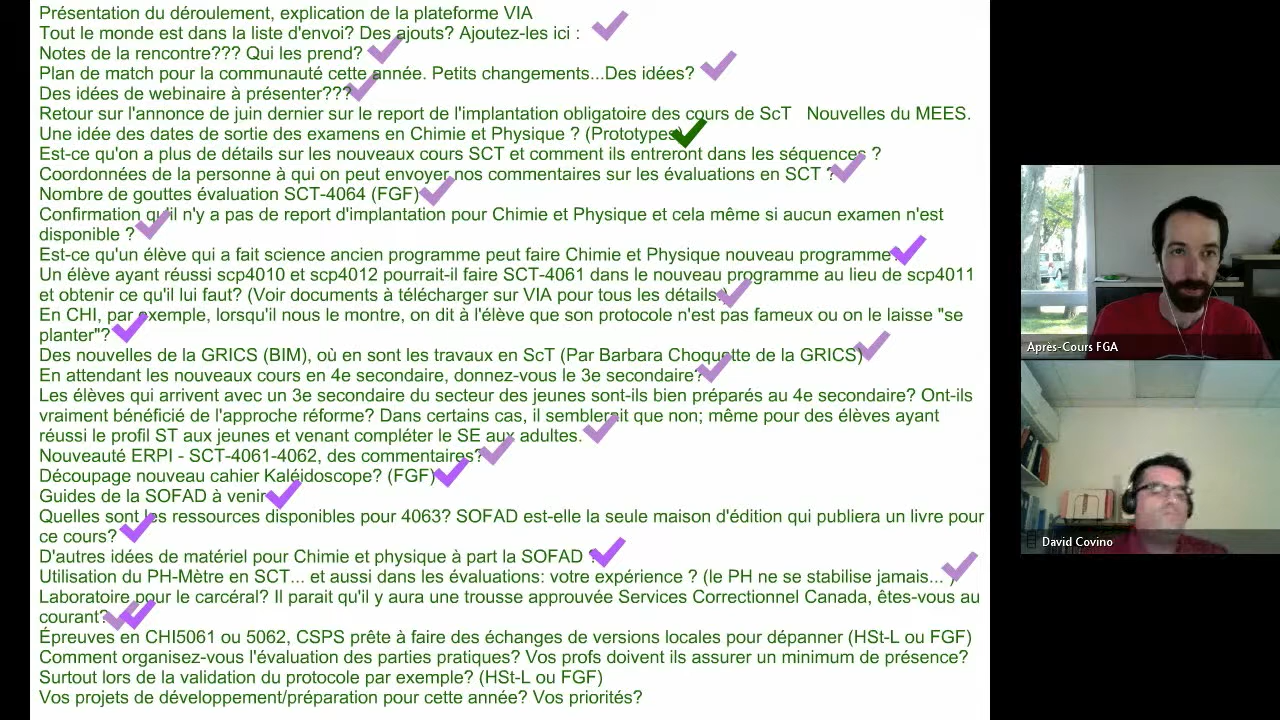 Présentation du déroulement, explication de la plateforme VIA
Tout le monde est dans la liste d'envoi? Des ajouts? Ajoutez-les ici :
Notes de la rencontre??? Qui les prend?
Plan de match pour la communauté cette année. Petits changements...Des idées?
Des idées de webinaire à présenter???
Retour sur l'annonce de juin dernier sur le report de l'implantation obligatoire des cours de ScT   Nouvelles du MEES.
Une idée des dates de sortie des examens en Chimie et Physique ? (Prototypes)
Est-ce qu'on a plus de détails sur les nouveaux cours SCT et comment ils entreront dans les séquences ?
Coordonnées de la personne à qui on peut envoyer nos commentaires sur les évaluations en SCT ?
Nombre de gouttes évaluation SCT-4064 (FGF)
Confirmation qu'il n'y a pas de report d'implantation pour Chimie et Physique et cela même si aucun examen n'est
disponible ?
Est-ce qu'un élève qui a fait science ancien programme peut faire Chimie et Physique nouveau programme
Un élève ayant réussi scp4010 et scp4012 pourrait-il faire SCT-4061 dans le nouveau programme au lieu de scp4011
et obtenir ce qu'il lui faut? (Voir documents à télécharger sur VIA pour tous les détails.)
En CHI, par exemple, lorsqu'il nous le montre, on dit à l'élève que son protocole n'est pas fameux ou on le laisse "se
planter"?
Des nouvelles de la GRICS (BIM), où en sont les travaux en ScT (Par Barbara Choquette de la GRICS)
En attendant les nouveaux cours en 4e secondaire, donnez-vous le 3e secondaire?
Les élèves qui arrivent avec un 3e secondaire du secteur des jeunes sont-ils bien préparés au 4e secondaire? Ont-ils
vraiment bénéficié de l'approche réforme? Dans certains cas, il semblerait que non; même pour des élèves ayant
réussi le profil ST aux jeunes et venant compléter le SE aux adultes.
Nouveauté ERPI - SCT-4061-4062, des commentaires?
Découpage nouveau cahier Kaléidoscope? (FGF)
Guides de la SOFAD à venir
Quelles sont les ressources disponibles pour 4063? SOFAD est-elle la seule maison d'édition qui publiera un livre pour
ce cours?
D'autres idées de matériel pour Chimie et physique à part la SOFAD ?
Utilisation du PH-Mètre en SCT... et aussi dans les évaluations: votre expérience ? (le PH ne se stabilise jamais... )
Laboratoire pour le carcéral? Il parait qu'il y aura une trousse approuvée Services Correctionnel Canada, êtes-vous au
courant?
Épreuves en CHI5061 ou 5062, CSPS prête à faire des échanges de versions locales pour dépanner (HSt-L ou FGF)
Comment organisez-vous l'évaluation des parties pratiques? Vos profs doivent ils assurer un minimum de présence?
Surtout lors de la validation du protocole par exemple? (HSt-L ou FGF)
Vos projets de développement/préparation pour cette année? Vos priorités?
Après-Cours FGA
David Covino